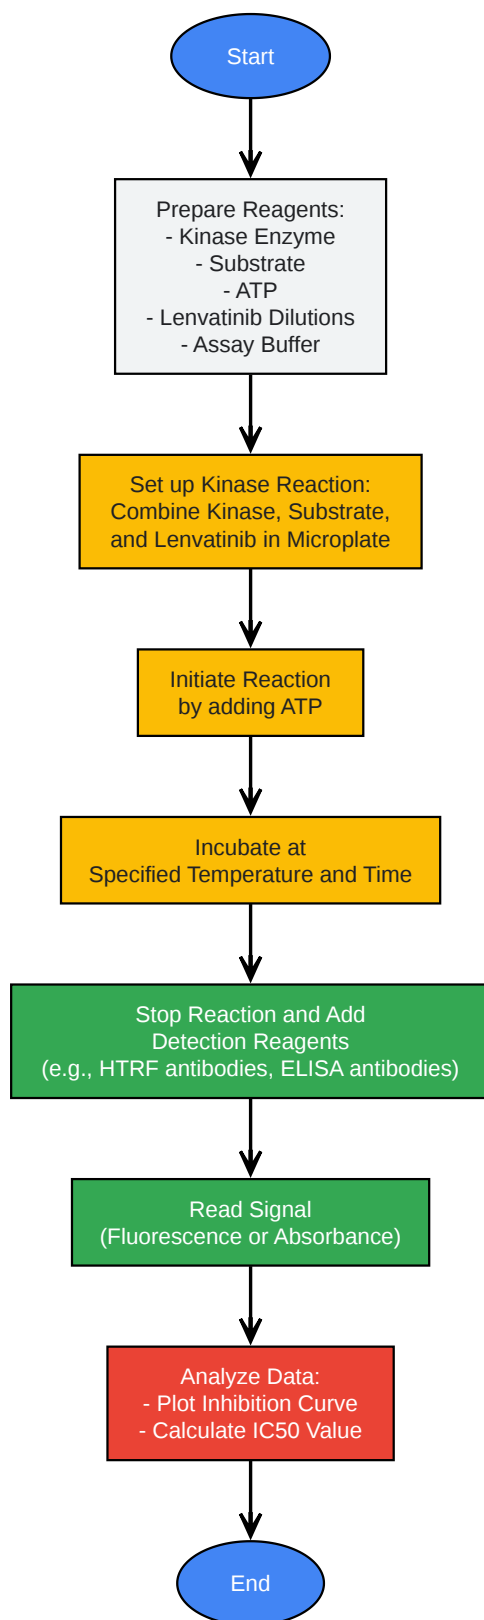 Start
Prepare Reagents:
- Kinase Enzyme
- Substrate
- ATP
- Lenvatinib Dilutions
- Assay Buffer
Set up Kinase Reaction:
Combine Kinase, Substrate,
and Lenvatinib in Microplate
Initiate Reaction
by adding ATP
Incubate at
Specified Temperature and Time
Stop Reaction and Add
Detection Reagents
(e.g., HTRF antibodies, ELISA antibodies)
Read Signal
(Fluorescence or Absorbance)
Analyze Data:
- Plot Inhibition Curve
- Calculate IC50 Value
End